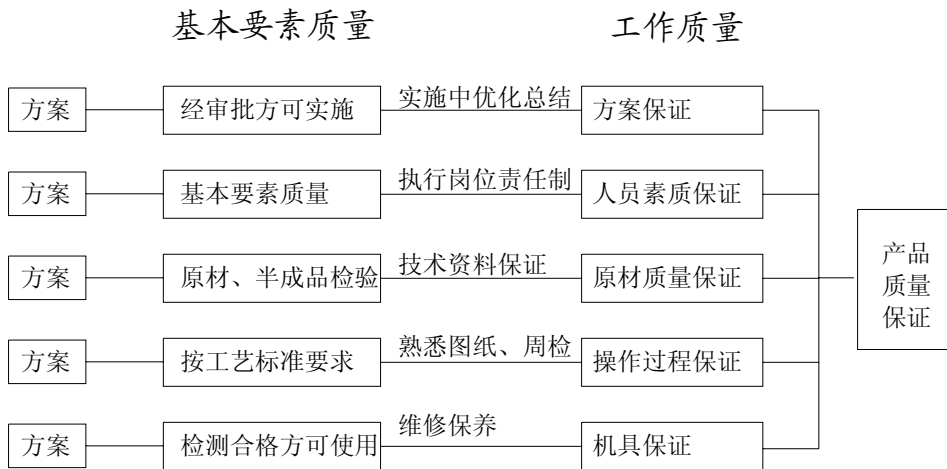 基本要素质量 工作质量
方案 经审批方可实施 实施中优化总结 方案保证
方案 基本要素质量 执行岗位责任制 人员素质保证
方案 原材、半成品检验 技术资料保证 原材质量保证
方案 按工艺标准要求 熟悉图纸、周检 操作过程保证
方案 检测合格方可使用 维修保养 机具保证
产品
质量
保证